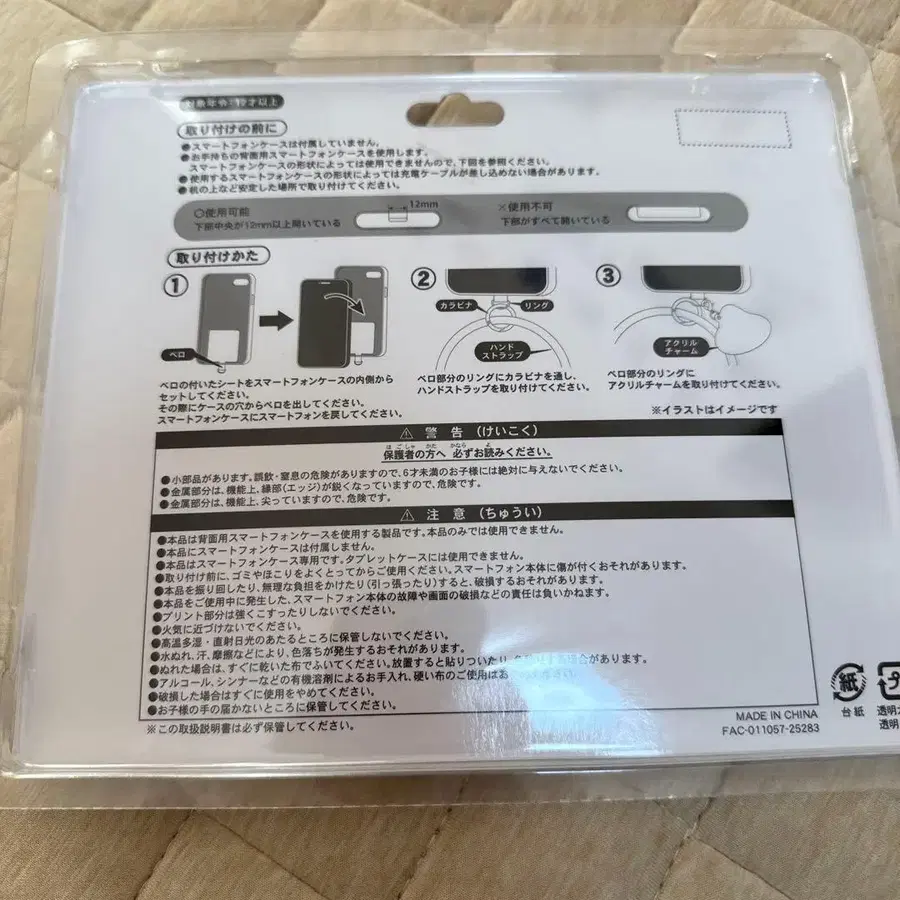 対象年令:12才以上
取り付けの前に
●スマートフォンケースは付属していません。
●お手持ちの背面用スマートフォンケースを使用します。
スマートフォンケースの形状によっては使用できませんので、下図を参照ください。
●使用するスマートフォンケースの形状によっては充電ケーブルが差し込めない場合があります。
●机の上など安定した場所で取り付けてください。
○使用可能
下部中央が12mm以上開いている
12mm
×使用不可
下部がすべて開いている
取り付けかた
①
ベロ
ベロの付いたシートをスマートフォンケースの内側から
セットしてください。
その際にケースの穴からベロを出してください。
スマートフォンケースにスマートフォンを戻してください。
②
カラビナ
リング
ハンド
ストラップ
ベロ部分のリングにカラビナを通し、
ハンドストラップを取り付けてください。
③
アクリル
チャーム
ベロ部分のリングに
アクリルチャームを取り付けてください。
※イラストはイメージです
⚠ 警告(けいこく)
保護者の方へ 必ずお読みください。
●小部品があります。誤飲・窒息の危険がありますので、6才未満のお子様には絶対に与えないでください。
●金属部分は、機能上、縁部(エッジ)が鋭くなっていますので、危険です。
●金属部分は、機能上、尖っていますので、危険です。
⚠ 注意(ちゅうい)
●本品は背面用スマートフォンケースを使用する製品です。本品のみでは使用できません。
●本品にスマートフォンケースは付属しません。
●本品はスマートフォンケース専用です。タブレットケースには使用できません。
●取り付け前に、ゴミやほこりをよくとってからご使用ください。スマートフォン本体に傷が付くおそれがあります。
●本品を振り回したり、無理な負担をかけたり(引っ張ったり)すると、破損するおそれがあります。
●本品をご使用中に発生した、スマートフォン本体の故障や画面の破損などの責任は負いかねます。
●プリント部分は強くこすったりしないでください。
●火気に近づけないでください。
●高温多湿・直射日光のあたるところに保管しないでください。
●水ぬれ、汗、摩擦などにより、色落ちが発生するおそれがあります。
●ぬれた場合は、すぐに乾いた布でふいてください。放置すると貼りついたり、する場合があります。
●アルコール、シンナーなどの有機溶剤によるお手入れ、硬い布のご使用はお
●破損した場合はすぐに使用をやめてください。
●お子様の手の届かないところに保管してください。
※この取扱説明書は必ず保管してください。
MADE IN CHINA
FAC-011057-25283
紙
台紙
プ
透明
透明